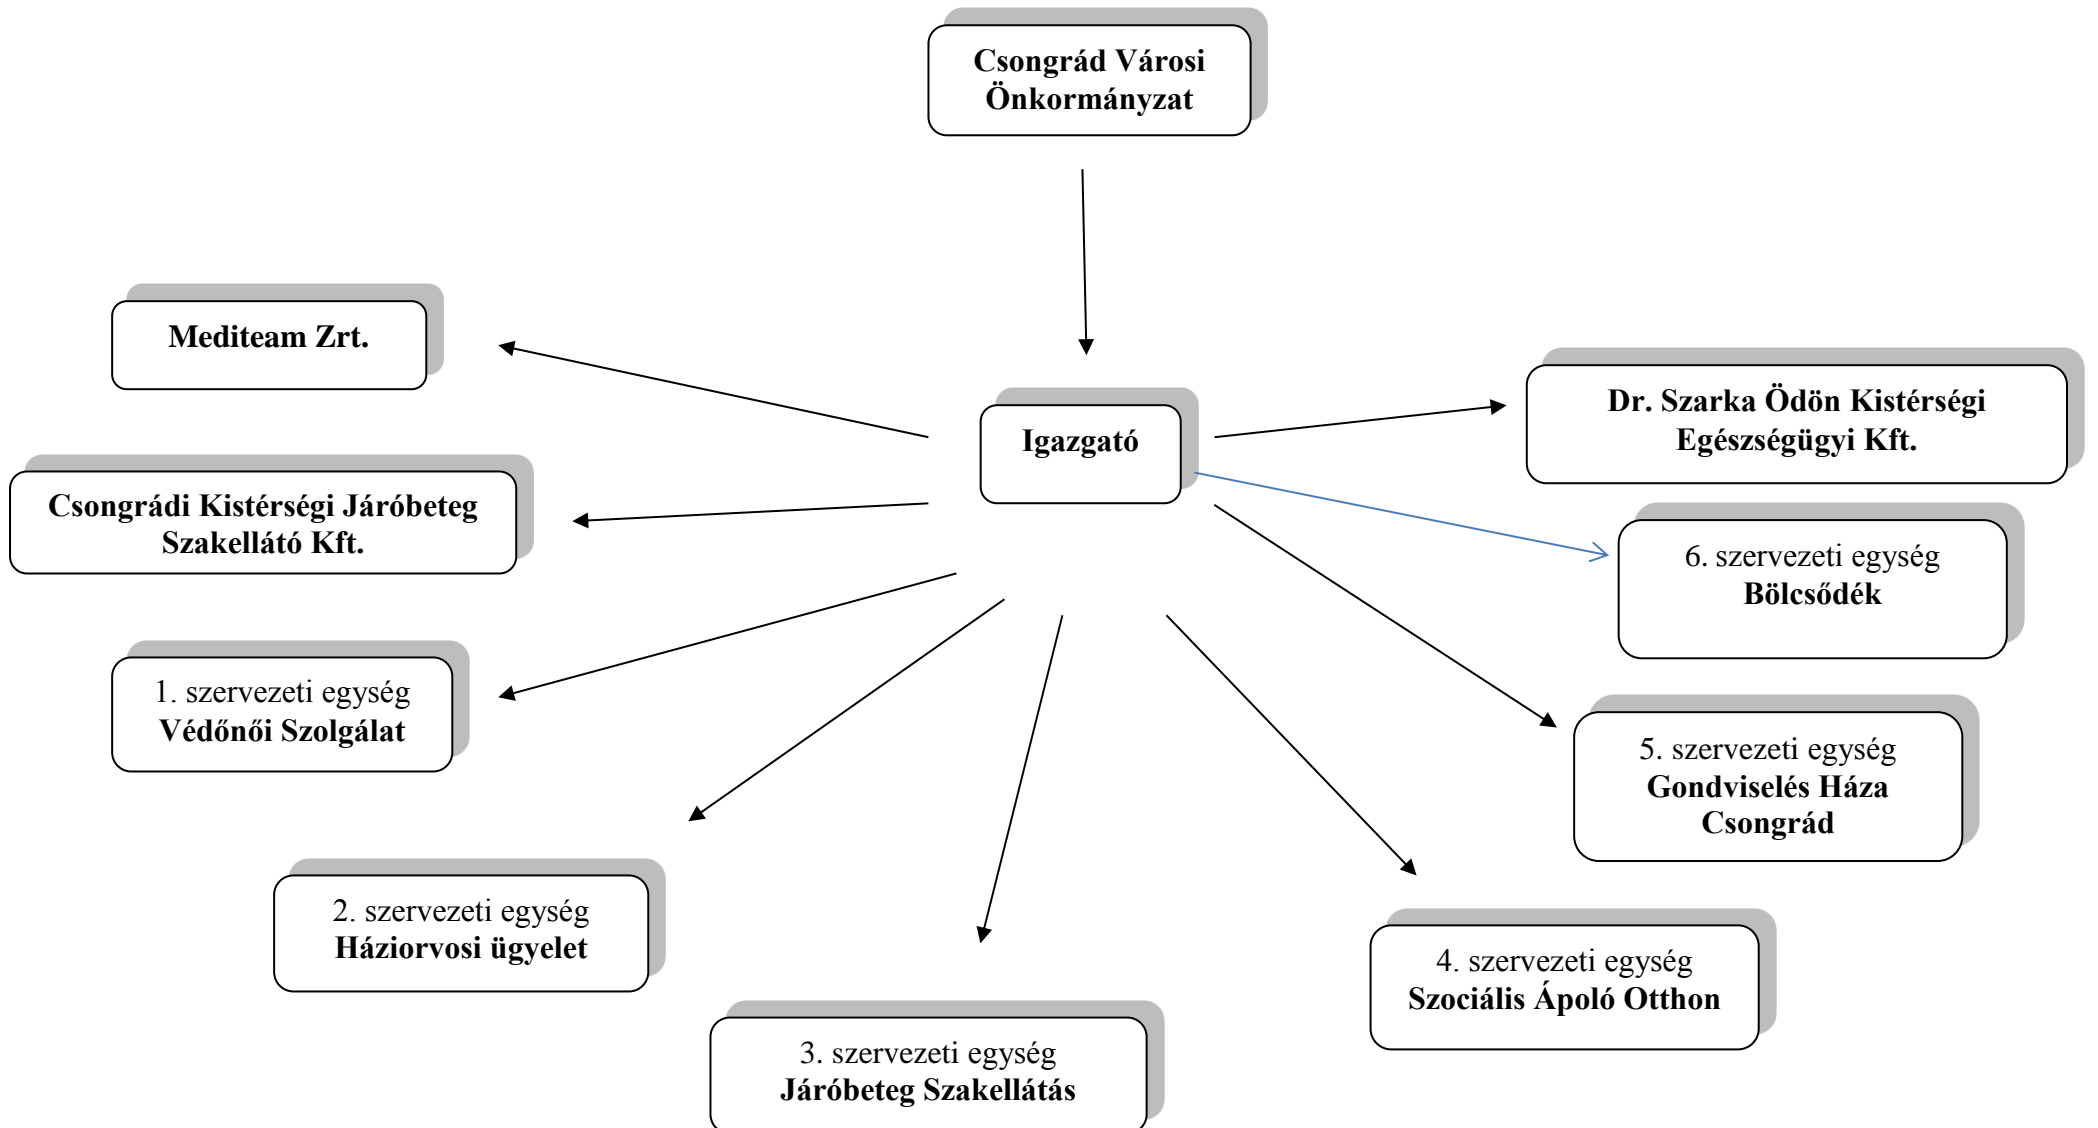 Csongrád Városi
Önkormányzat
Mediteam Zrt.
Igazgató
Dr. Szarka Ödön Kistérségi
Egészségügyi Kft.
Csongrádi Kistérségi Járóbeteg
Szakellátó Kft.
6. szervezeti egység
Bölcsődék
1. szervezeti egység
Védőnői Szolgálat
5. szervezeti egység
Gondviselés Háza
Csongrád
2. szervezeti egység
Háziorvosi ügyelet
4. szervezeti egység
Szociális Ápoló Otthon
3. szervezeti egység
Járóbeteg Szakellátás